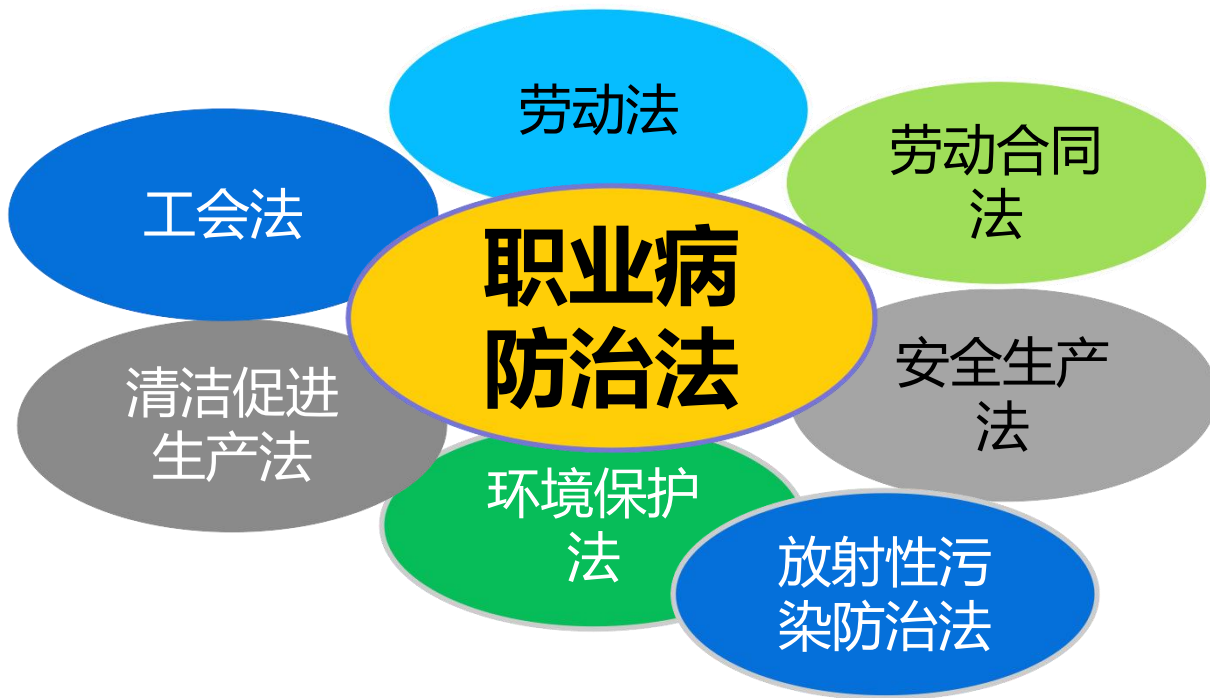 劳动法
劳动合同
法
工会法
职业病
防治法
安全生产
法
清洁促进
生产法
环境保护
法
放射性污
染防治法